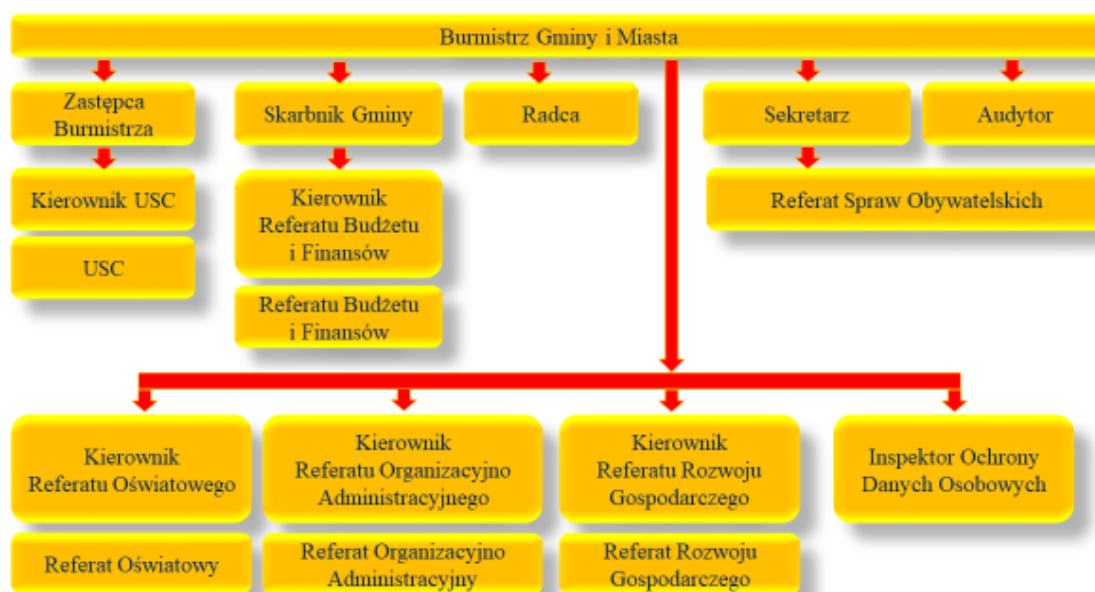 Burmistrz Gminy i Miasta
Zastępca
Burmistrza
Skarbnik Gminy
Radca
Sekretarz
Audytor
Kierownik USC
USC
Kierownik
Referatu Budżetu
i Finansów
Referatu Budżetu
i Finansów
Referat Spraw Obywatelskich
Kierownik
Referatu Oświatowego
Kierownik
Referatu Organizacyjno
Administracyjnego
Kierownik
Referatu Rozwoju
Gospodarczego
Inspektor Ochrony
Danych Osobowych
Referat Oświatowy
Referat Organizacyjno
Administracyjny
Referat Rozwoju
Gospodarczego